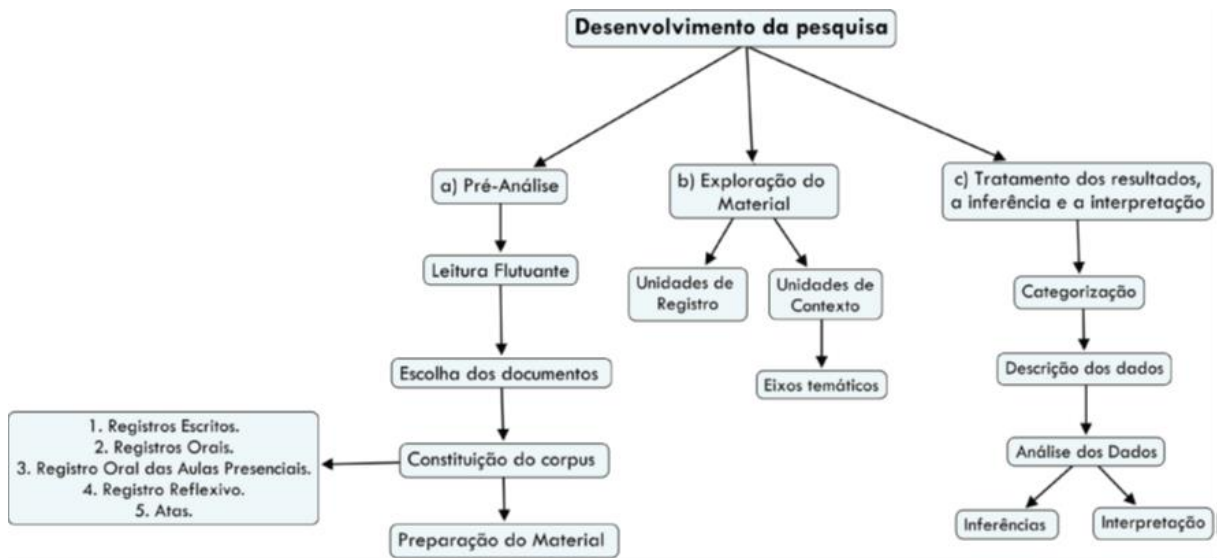 Desenvolvimento da pesquisa
a) Pré-Análise
Leitura Flutuante
Escolha dos documentos
Constituição do corpus
1. Registros Escritos.
2. Registros Orais.
3. Registro Oral das Aulas Presenciais.
4. Registro Reflexivo.
5. Atas.
Preparação do Material
b) Exploração do
Material
Unidades de
Registro
Unidades de
Contexto
Eixos temáticos
c) Tratamento dos resultados,
a inferência e a interpretação
Categorização
Descrição dos dados
Análise dos Dados
Inferências
Interpretação